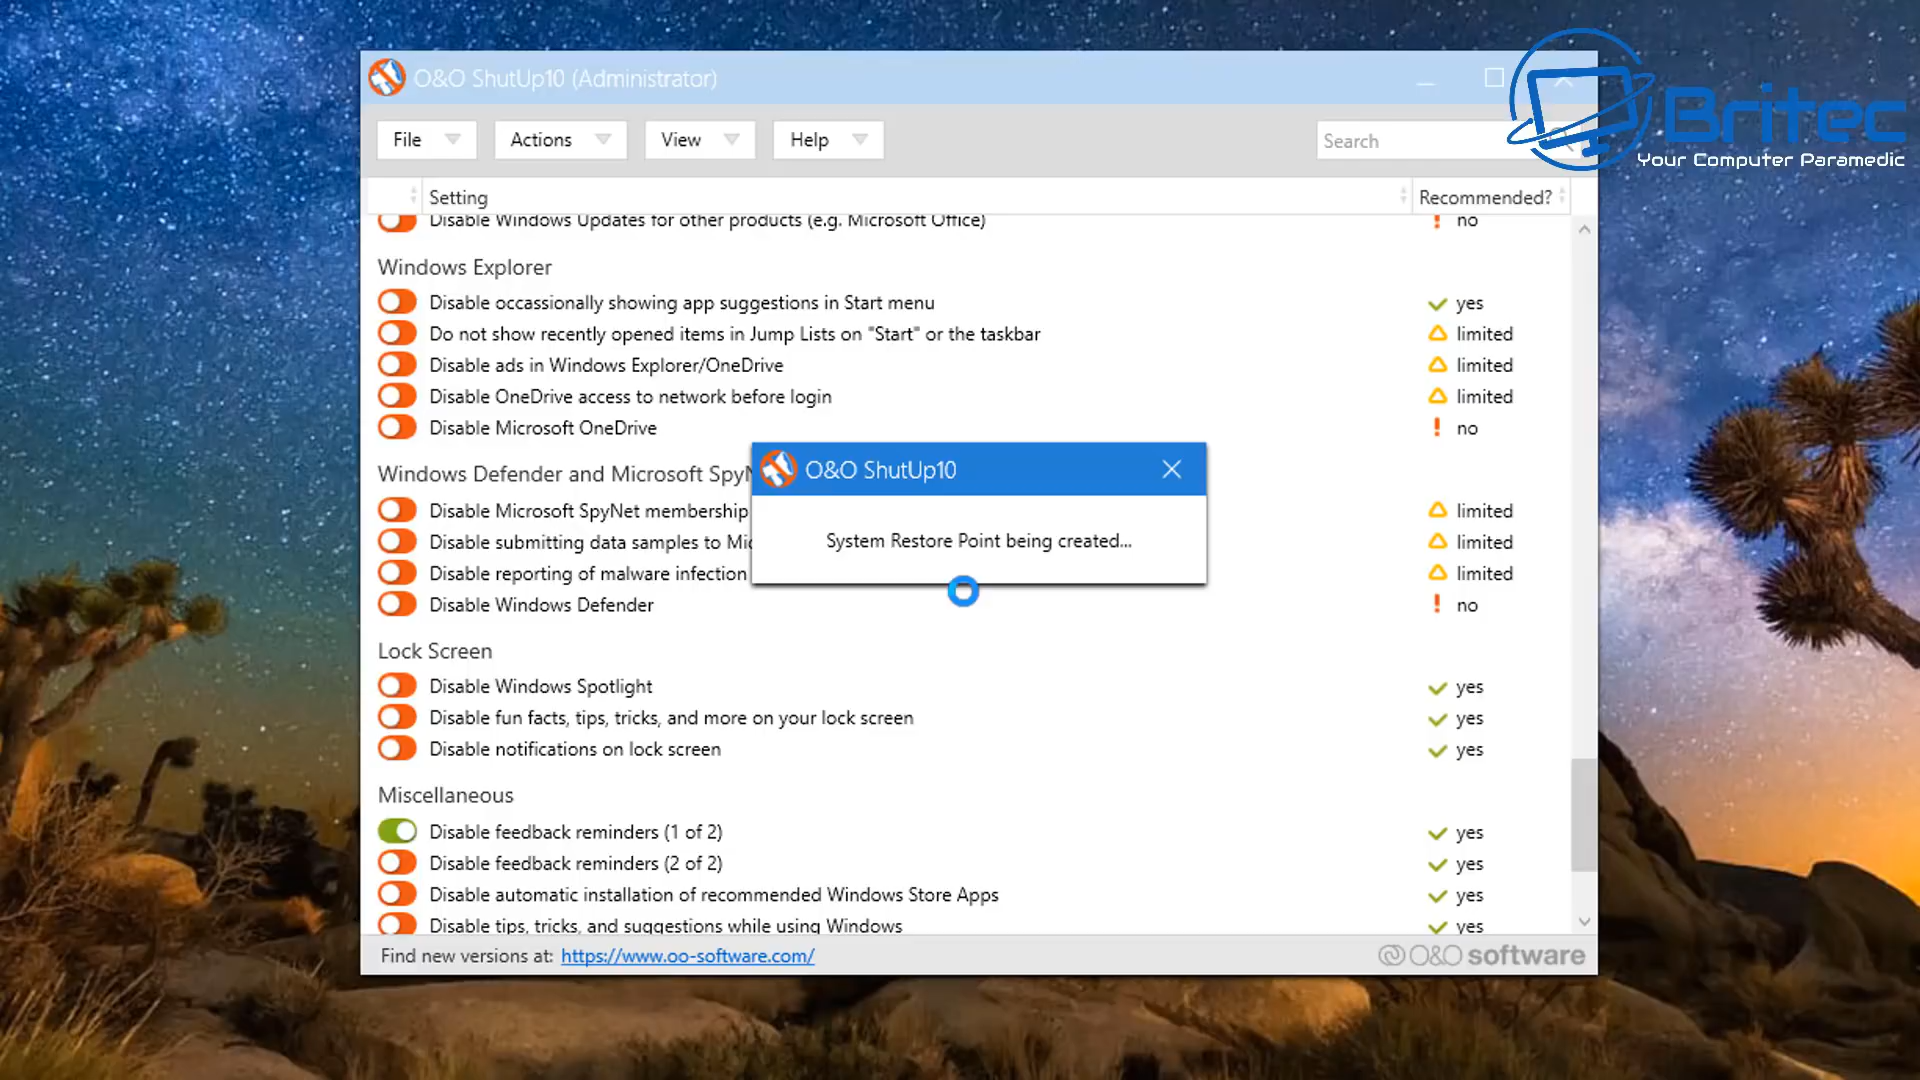 O&O ShutUp10 (Administrator)
Britec
Your Computer Paramedic
File
Actions
View
Help
Search
Setting
Recommended?
Disable Windows Updates for other products (e.g. Microsoft Office)
no
Windows Explorer
Disable occassionally showing app suggestions in Start menu
yes
Do not show recently opened items in Jump Lists on "Start" or the taskbar
limited
Disable ads in Windows Explorer/OneDrive
limited
Disable OneDrive access to network before login
limited
Disable Microsoft OneDrive
no
Windows Defender and Microsoft Spy
O&O ShutUp10
System Restore Point being created...
Disable Microsoft SpyNet membership
limited
Disable submitting data samples to Mi
limited
Disable reporting of malware infection
limited
Disable Windows Defender
no
Lock Screen
Disable Windows Spotlight
yes
Disable fun facts, tips, tricks, and more on your lock screen
yes
Disable notifications on lock screen
yes
Miscellaneous
Disable feedback reminders (1 of 2)
yes
Disable feedback reminders (2 of 2)
yes
Disable automatic installation of recommended Windows Store Apps
yes
Disable tips, tricks, and suggestions while using Windows
yes
Find new versions at: https://www.oo-software.com/
O&O software